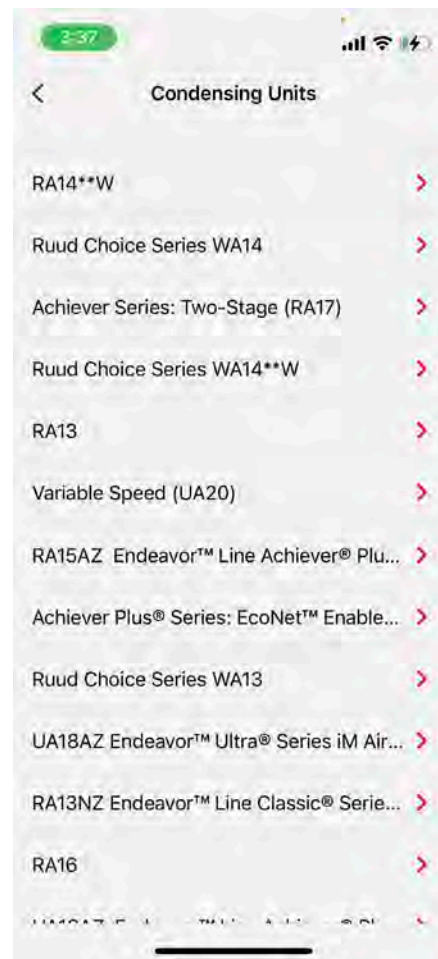 3:37
Condensing Units
RA14**W
Ruud Choice Series WA14
Achiever Series: Two-Stage (RA17)
Ruud Choice Series WA14**W
RA13
Variable Speed (UA20)
RA15AZ Endeavor™ Line Achiever® Plu...
Achiever Plus® Series: EcoNet™ Enable...
Ruud Choice Series WA13
UA18AZ Endeavor™ Ultra® Series iM Air...
RA13NZ Endeavor™ Line Classic® Serie...
RA16